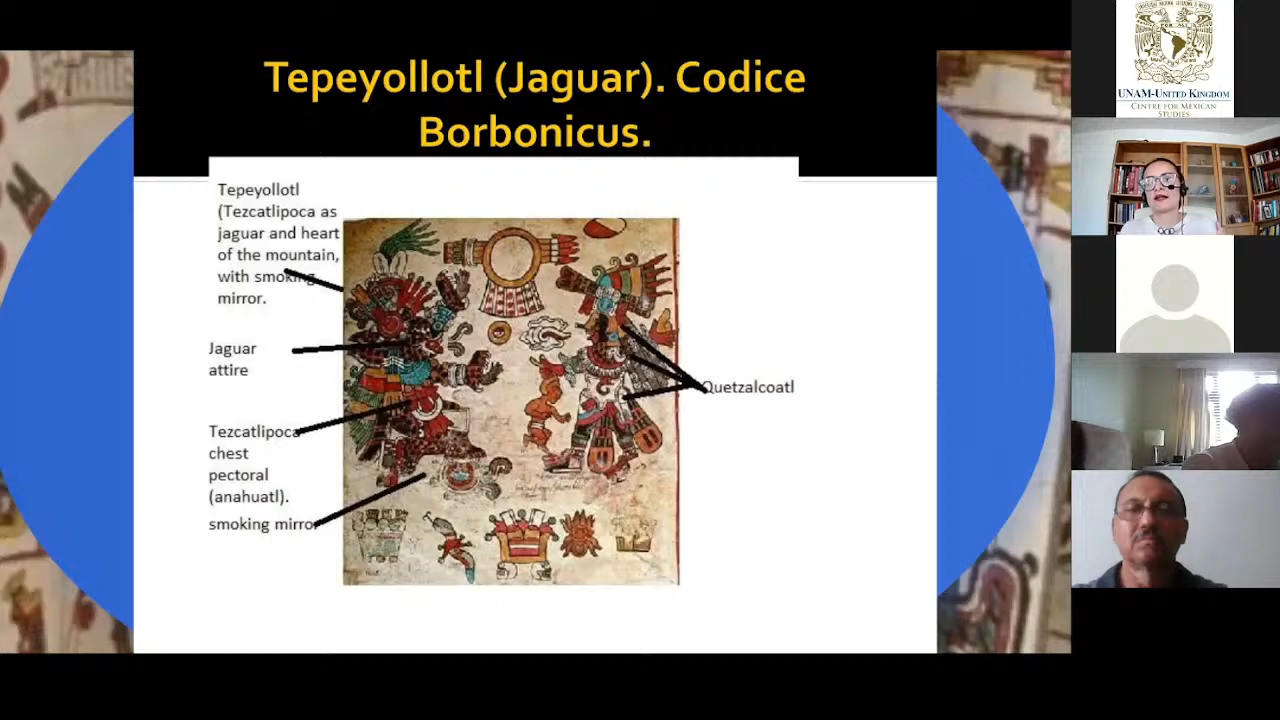 Tepeyollotl (Jaguar). Codice
Borbonicus.
Tepeyollotl
(Tezcatlipoca as
jaguar and heart
of the mountain,
with smoking
mirror.
Jaguar
attire
Tezcatlipoca
chest
pectoral
(anahuatl).
smoking mirror
Quetzalcoatl
UNAM-UNITED KINGDOM
CENTRE FOR MEXICAN
STUDIES